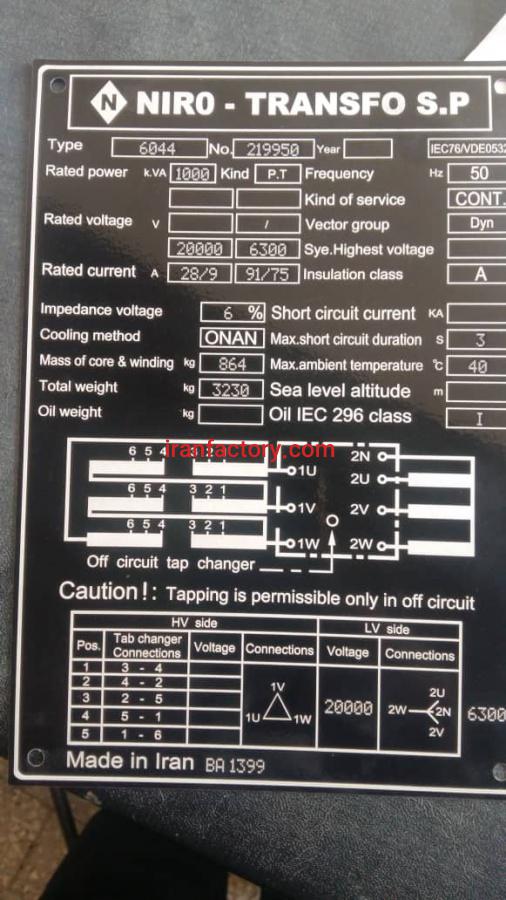 N NIRO - TRANSFO S.P
Type 6044 No. 219950 Year IEC76/VDE0532
Rated power k.VA 1000 Kind P.T Frequency Hz 50
Kind of service CONT.
Rated voltage V / Vector group Dyn
20000 6300 Sye.Highest voltage
Rated current A 28/9 91/75 Insulation class A
Impedance voltage 6 % Short circuit current KA
Cooling method ONAN Max.short circuit duration s 3
Mass of core & winding kg 864 Max.ambient temperature °c 40
Total weight kg 3230 Sea level altitude m
Oil weight kg Oil IEC 296 class I
iranfactory.com
6 5 4 3 2 1 1U 2N 2U
6 5 4 3 2 1 1V 2V
6 5 4 3 2 1 1W 2W
Off circuit tap changer
Caution!: Tapping is permissible only in off circuit
HV side LV side
Pos. Tab changer Connections Voltage Connections Voltage Connections
1 3 - 4
2 4 - 2
3 2 - 5
4 5 - 1
5 1 - 6
1V 1U 1W 20000 2U 2W 2N 2V 6300
Made in Iran BA 1399